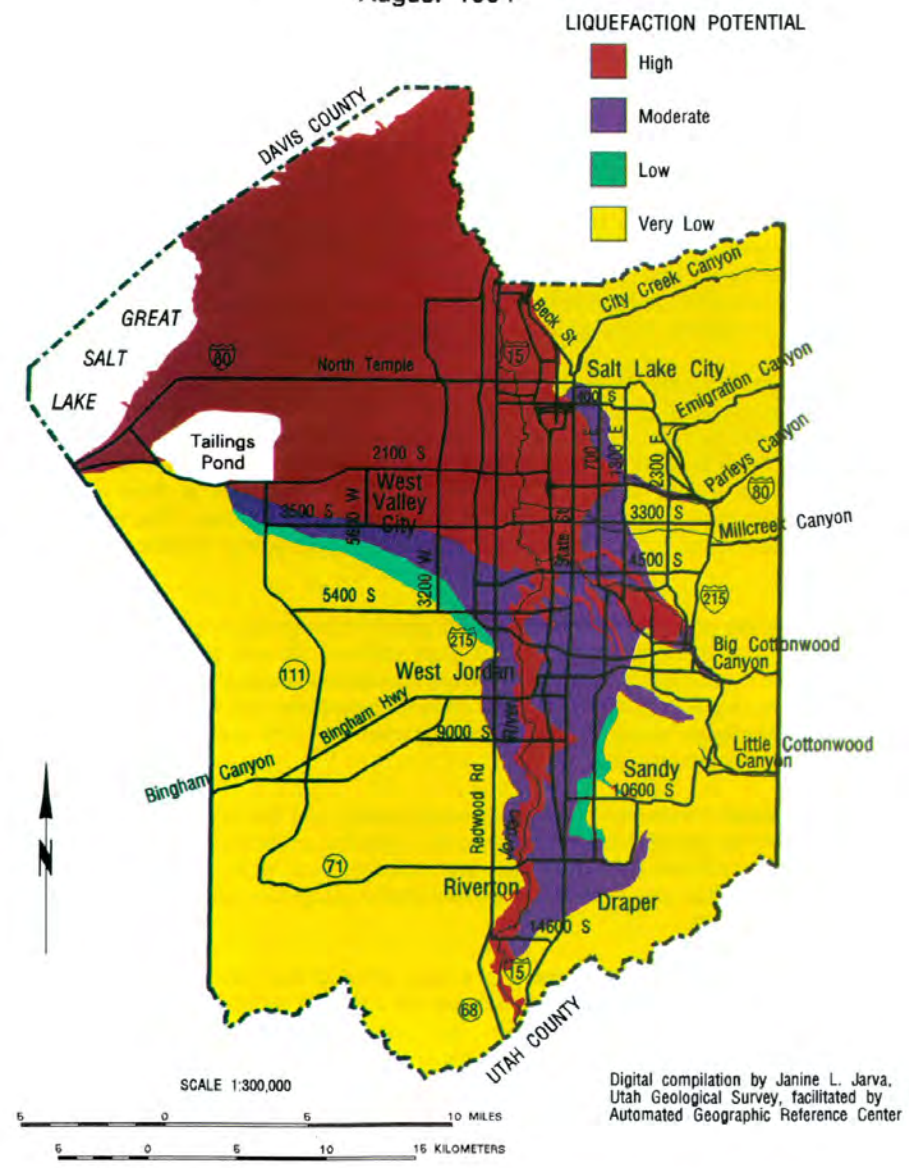 LIQUEFACTION POTENTIAL
High
Moderate
Low
Very Low
DAVIS COUNTY
GREAT
SALT
LAKE
80
North Temple
15
Beck St.
City Creek Canyon
Salt Lake City
Emigration Canyon
Parleys Canyon
80
Tailings
Pond
2100 S
700 E
1300 E
2300 E
West
Valley
City
3500 S
5600 W
3200 W
State St
3300 S
Millcreek Canyon
4500 S
5400 S
215
215
Big Cottonwood
Canyon
West Jordan
111
Bingham Hwy
9000 S
River
Little Cottonwood
Canyon
Bingham Canyon
Sandy
10600 S
Redwood Rd
Jordan
N
71
Riverton
Draper
14600 S
15
68
UTAH COUNTY
SCALE 1:300,000
5 0 5 10 MILES
5 0 5 10 15 KILOMETERS
Digital compilation by Janine L. Jarva,
Utah Geological Survey, facilitated by
Automated Geographic Reference Center